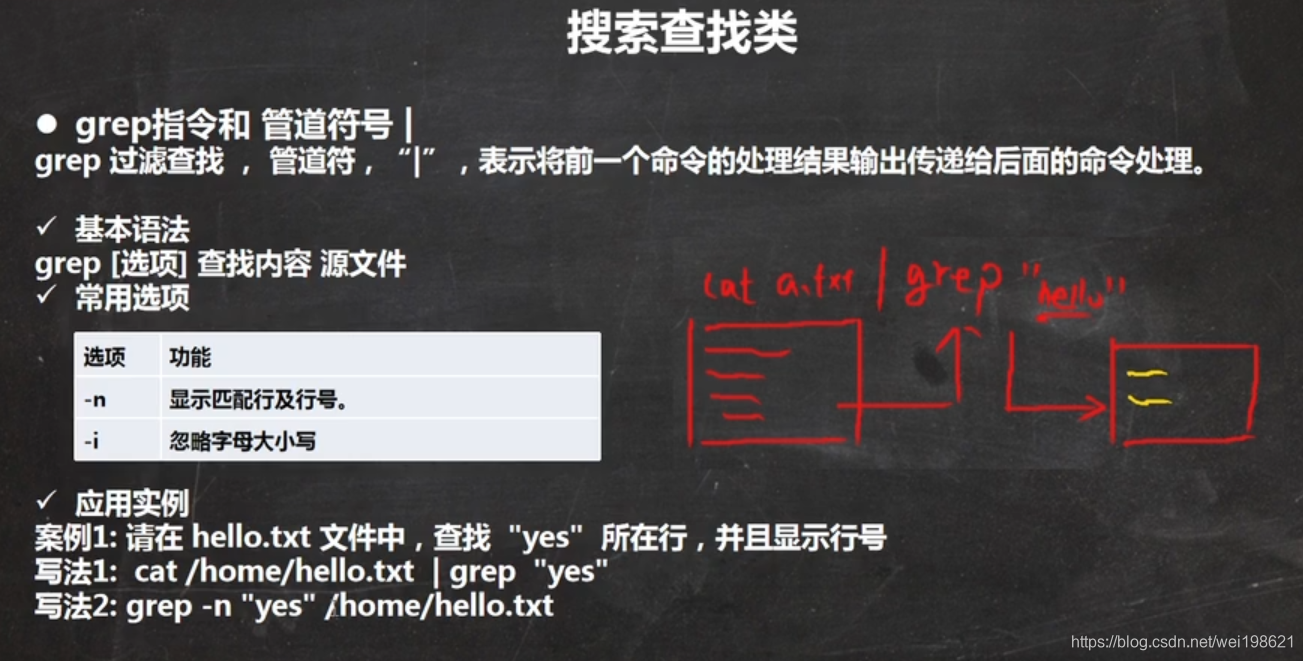 搜索查找类
● grep指令和 管道符号 |
grep 过滤查找 ， 管道符，“|” ，表示将前一个命令的处理结果输出传递给后面的命令处理。
✓ 基本语法
grep [选项] 查找内容 源文件
✓ 常用选项
选项 功能
-n 显示匹配行及行号。
-i 忽略字母大小写
cat a.txt | grep "hello"
✓ 应用实例
案例1: 请在 hello.txt 文件中，查找 "yes" 所在行，并且显示行号
写法1: cat /home/hello.txt | grep "yes"
写法2: grep -n "yes" /home/hello.txt
https://blog.csdn.net/wei198621